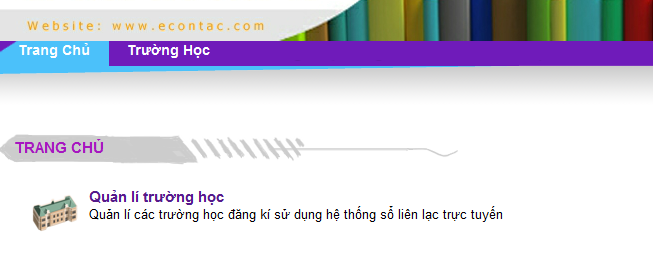 Website: www.econtac.com
Trang Chủ
Trường Học
TRANG CHỦ
Quản lí trường học
Quản lí các trường học đăng kí sử dụng hệ thống sổ liên lạc trực tuyến